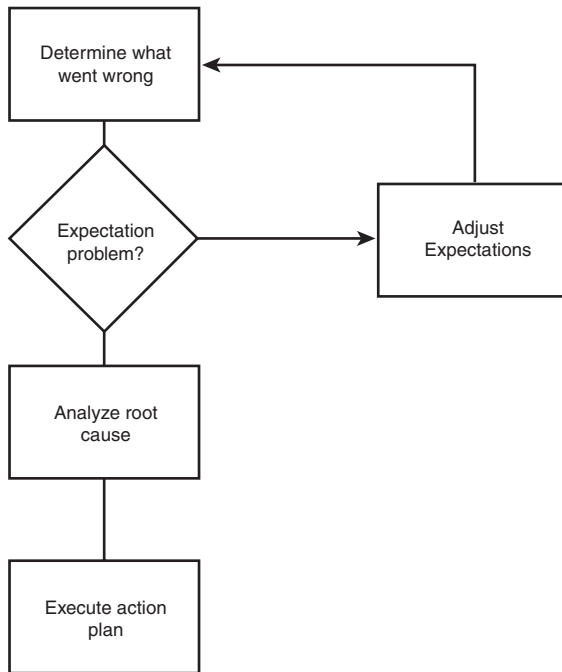 Determine what
went wrong
Expectation
problem?
Adjust
Expectations
Analyze root
cause
Execute action
plan